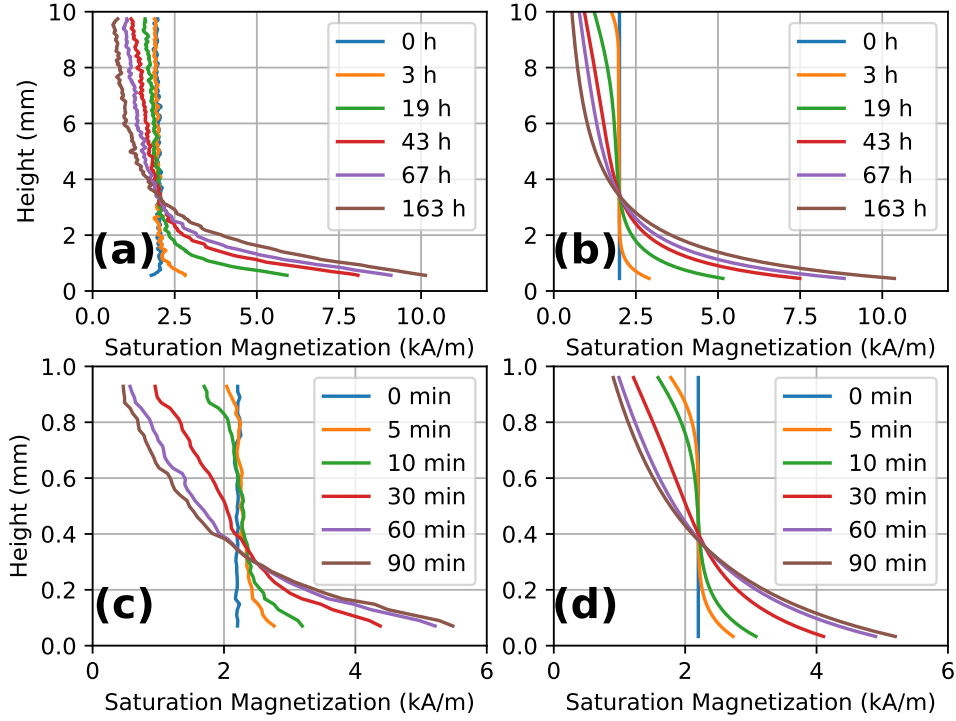 10
8
6
4
2
0
Height (mm)
0.0
2.5
5.0
7.5
10.0
Saturation Magnetization (kA/m)
0 h
3 h
19 h
43 h
67 h
163 h
(a)
10
8
6
4
2
0
0.0
2.5
5.0
7.5
10.0
Saturation Magnetization (kA/m)
0 h
3 h
19 h
43 h
67 h
163 h
(b)
1.0
0.8
0.6
0.4
0.2
0.0
Height (mm)
0
2
4
6
Saturation Magnetization (kA/m)
0 min
5 min
10 min
30 min
60 min
90 min
(c)
1.0
0.8
0.6
0.4
0.2
0.0
0
2
4
6
Saturation Magnetization (kA/m)
0 min
5 min
10 min
30 min
60 min
90 min
(d)